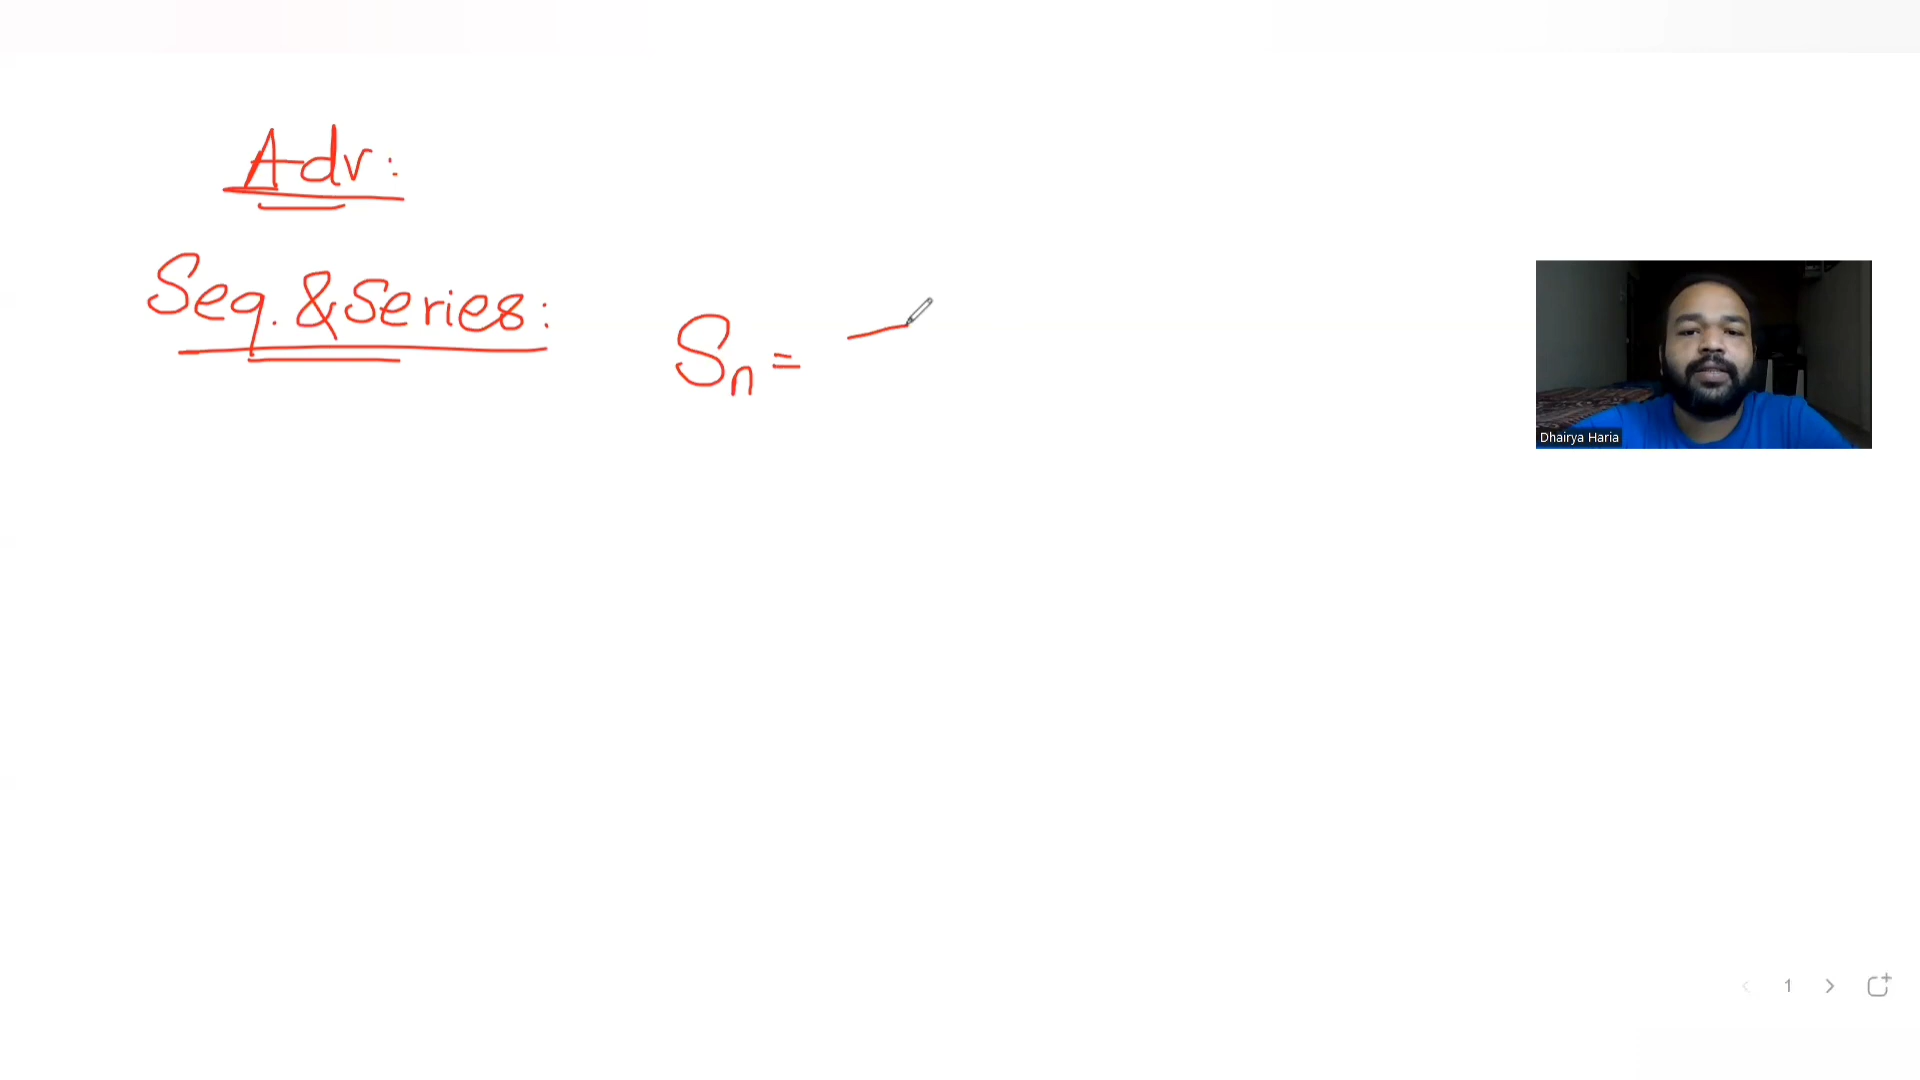 Adv:
Seq. & Series:
Sn =
Dhairya Haria
1